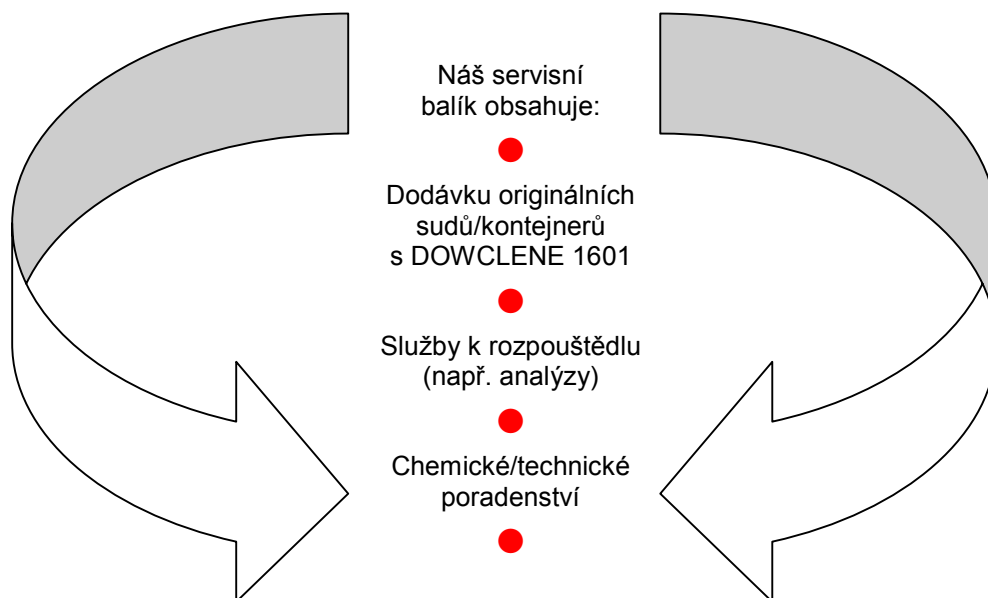 Náš servisní
balík obsahuje:
Dodávku originálních
sudů/kontejnerů
s DOWCLENE 1601
Služby k rozpouštědlu
(např. analýzy)
Chemické/technické
poradenství